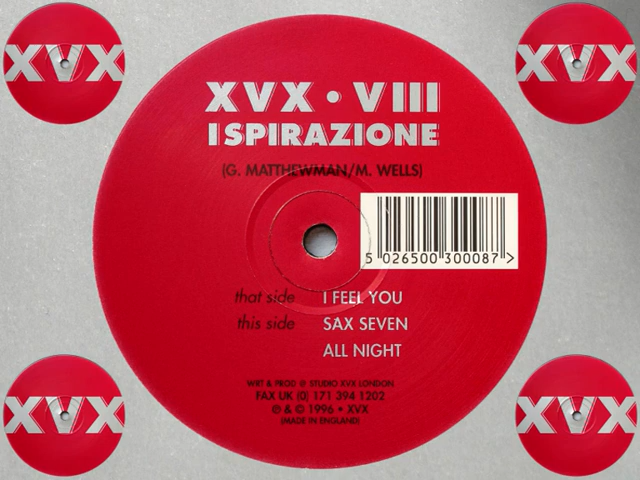 XVX
XVX
XVX • VIII
ISPIRAZIONE
(G. MATTHEWMAN/M. WELLS)
5 026500 300087 >
that side I FEEL YOU
this side SAX SEVEN
ALL NIGHT
WRT & PROD @ STUDIO XVX LONDON
FAX UK (0) 171 394 1202
℗ & © 1996 • XVX
(MADE IN ENGLAND)
XVX
XVX